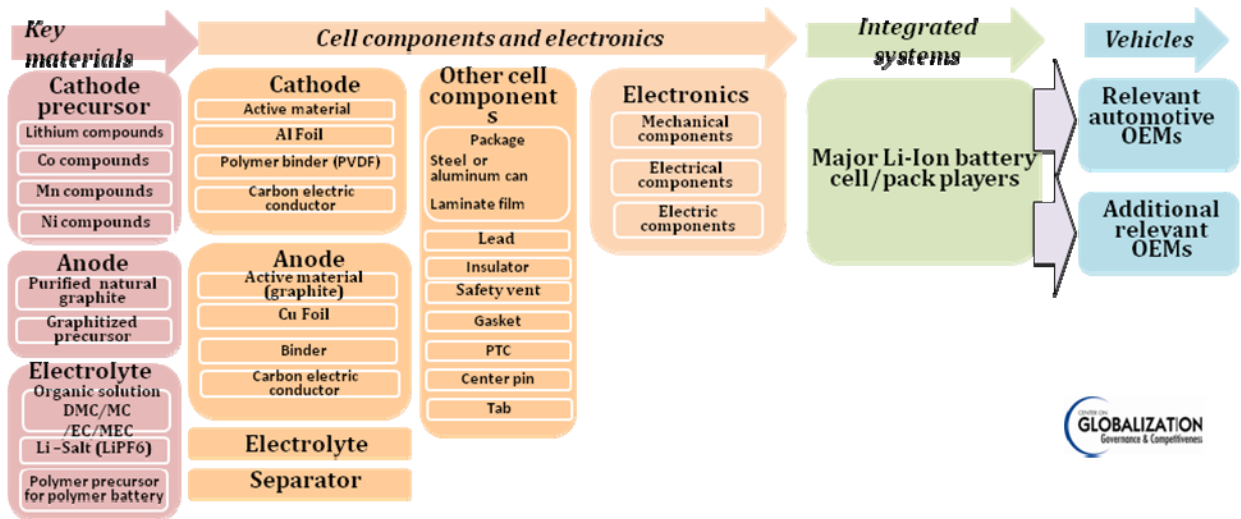 Key
materials
Cell components and electronics
Integrated
systems
Vehicles
Cathode
precursor
Lithium compounds
Co compounds
Mn compounds
Ni compounds
Anode
Purified natural
graphite
Graphitized
precursor
Electrolyte
Organic solution
DMC/MC
/EC/MEC
Li –Salt (LiPF6)
Polymer precursor
for polymer battery
Cathode
Active material
Al Foil
Polymer binder (PVDF)
Carbon electric
conductor
Anode
Active material
(graphite)
Cu Foil
Binder
Carbon electric
conductor
Electrolyte
Separator
Other cell
component
s
Package
Steel or
aluminum can
Laminate film
Lead
Insulator
Safety vent
Gasket
PTC
Center pin
Tab
Electronics
Mechanical
components
Electrical
components
Electric
components
Major Li-Ion battery
cell/pack players
Relevant
automotive
OEMs
Additional
relevant
OEMs
CENTER ON
GLOBALIZATION
Governance & Competitiveness